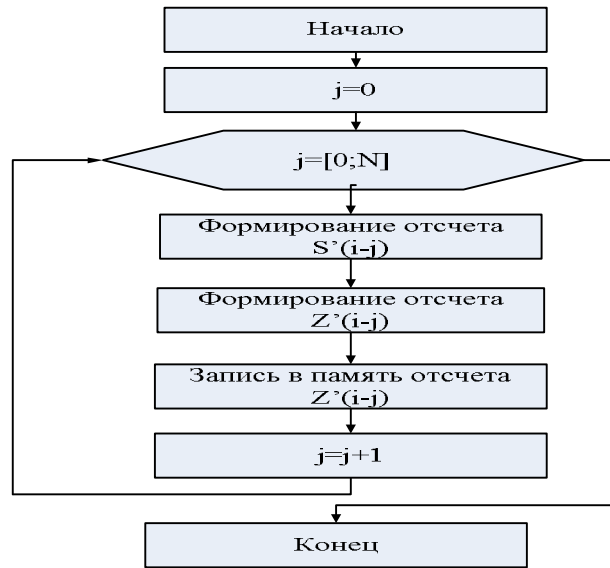 Начало
j=0
j=[0;N]
Формирование отсчета
S’(i-j)
Формирование отсчета
Z’(i-j)
Запись в память отсчета
Z’(i-j)
j=j+1
Конец